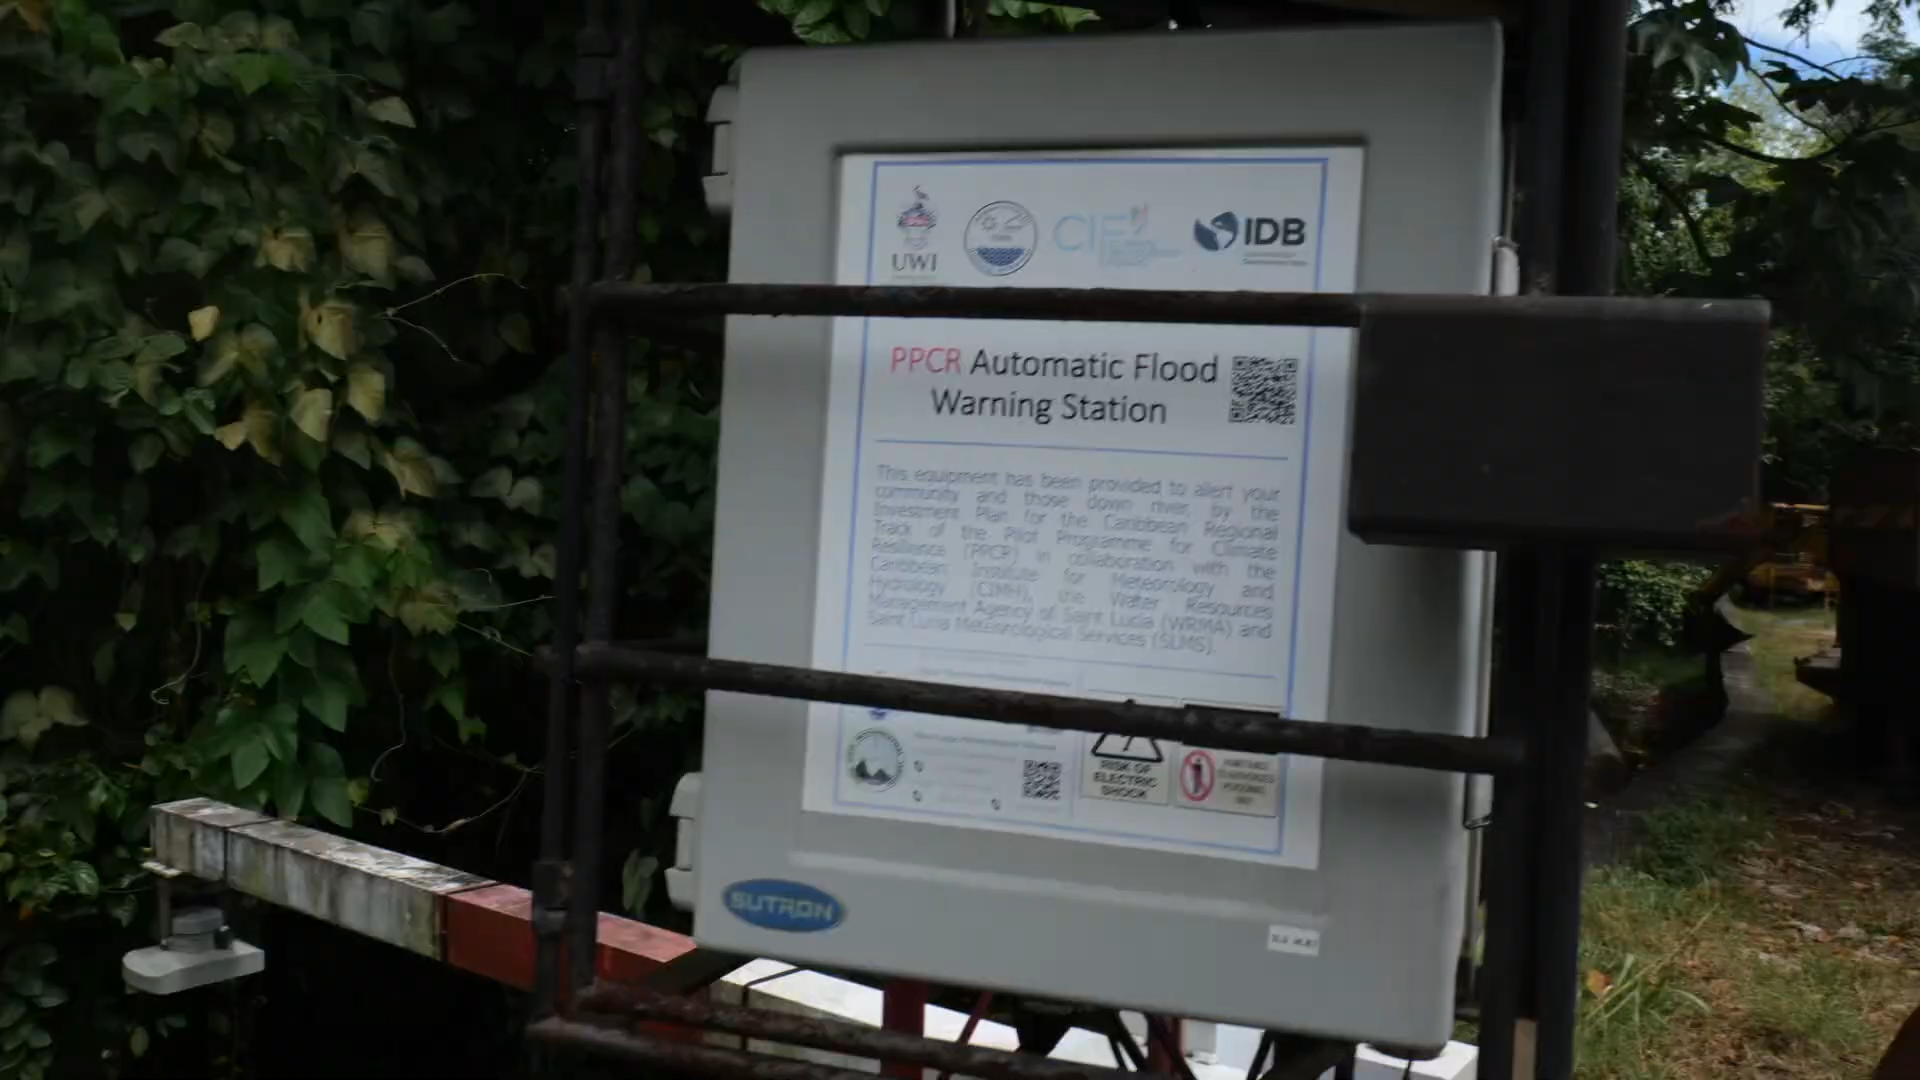 UWI
CIF
IDB
PPCR Automatic Flood
Warning Station
This equipment has been provided to alert your
community and those down river, by the
Investment Plan for the Caribbean Regional
Track of the Pilot Programme for Climate
Resilience (PPCR) in collaboration with the
Caribbean Institute for Meteorology and
Hydrology (CIMH), the Water Resources
Management Agency of Saint Lucia (WRMA) and
Saint Lucia Meteorological Services (SLMS).
RISK OF
ELECTRIC
SHOCK
SUTRON